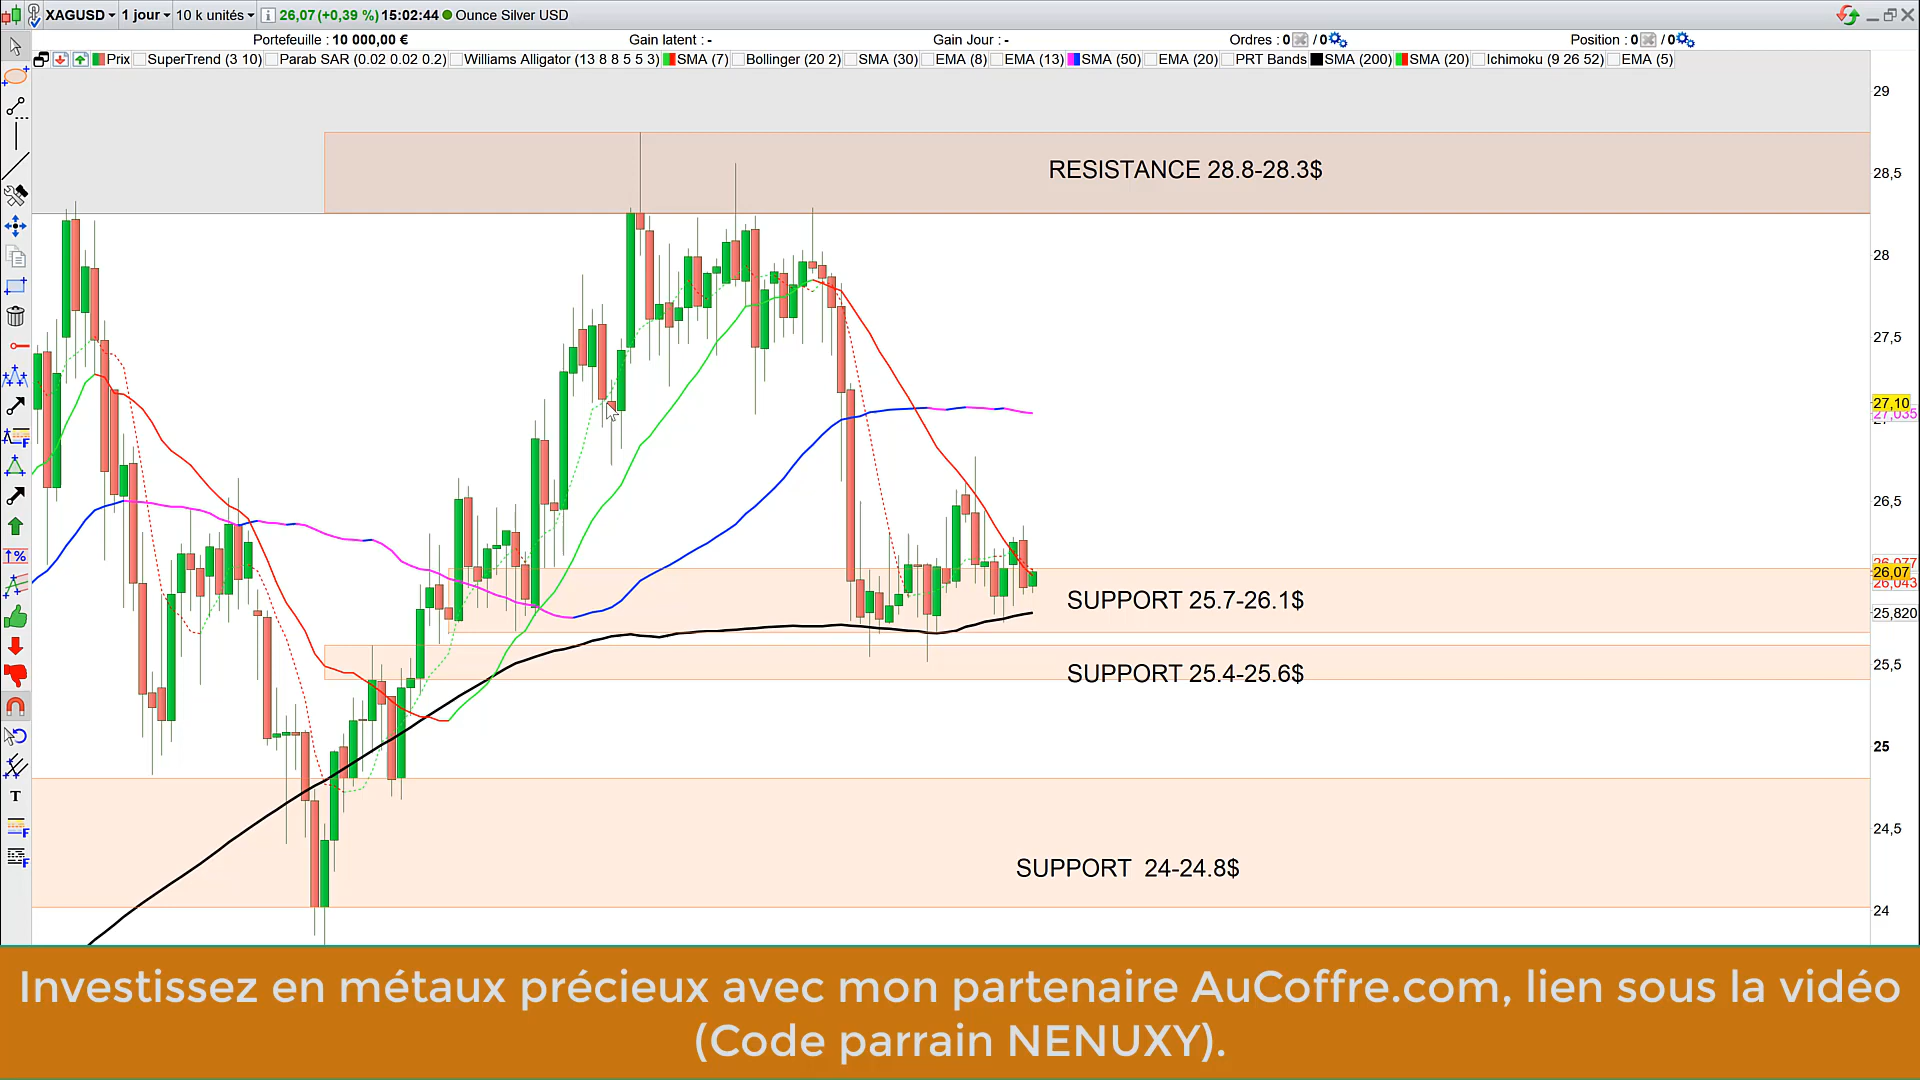 XAGUSD 1 jour 10 k unités 26,07 (+0,39 %) 15:02:44 Ounce Silver USD
Portefeuille : 10 000,00 € Gain latent : - Gain Jour : - Ordres : 0 / 0 Position : 0 / 0
Prix SuperTrend (3 10) Parab SAR (0.02 0.02 0.2) Williams Alligator (13 8 8 5 5 3) SMA (7) Bollinger (20 2) SMA (30) EMA (8) EMA (13) SMA (50) EMA (20) PRT Bands SMA (200) SMA (20) Ichimoku (9 26 52) EMA (5)
29
RESISTANCE 28.8-28.3$
28,5
28
27,5
27,10
27,035
26,5
26,07
26,043
SUPPORT 25.7-26.1$
25,820
25,5
SUPPORT 25.4-25.6$
25
24,5
SUPPORT 24-24.8$
24
Investissez en métaux précieux avec mon partenaire AuCoffre.com, lien sous la vidéo
(Code parrain NENUXY).